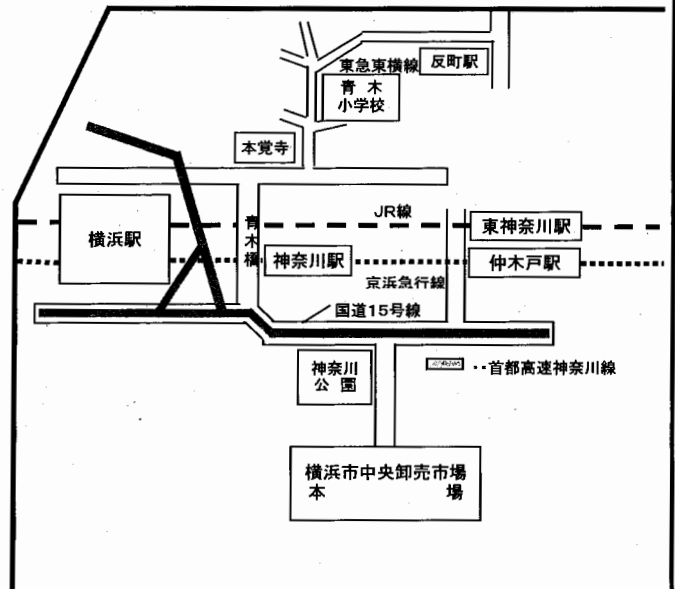 東急東横線
反町駅
青木
小学校
本覚寺
JR線
東神奈川駅
横浜駅
青木橋
神奈川駅
仲木戸駅
京浜急行線
国道15号線
神奈川
公園
‥首都高速神奈川線
横浜市中央卸売市場
本場